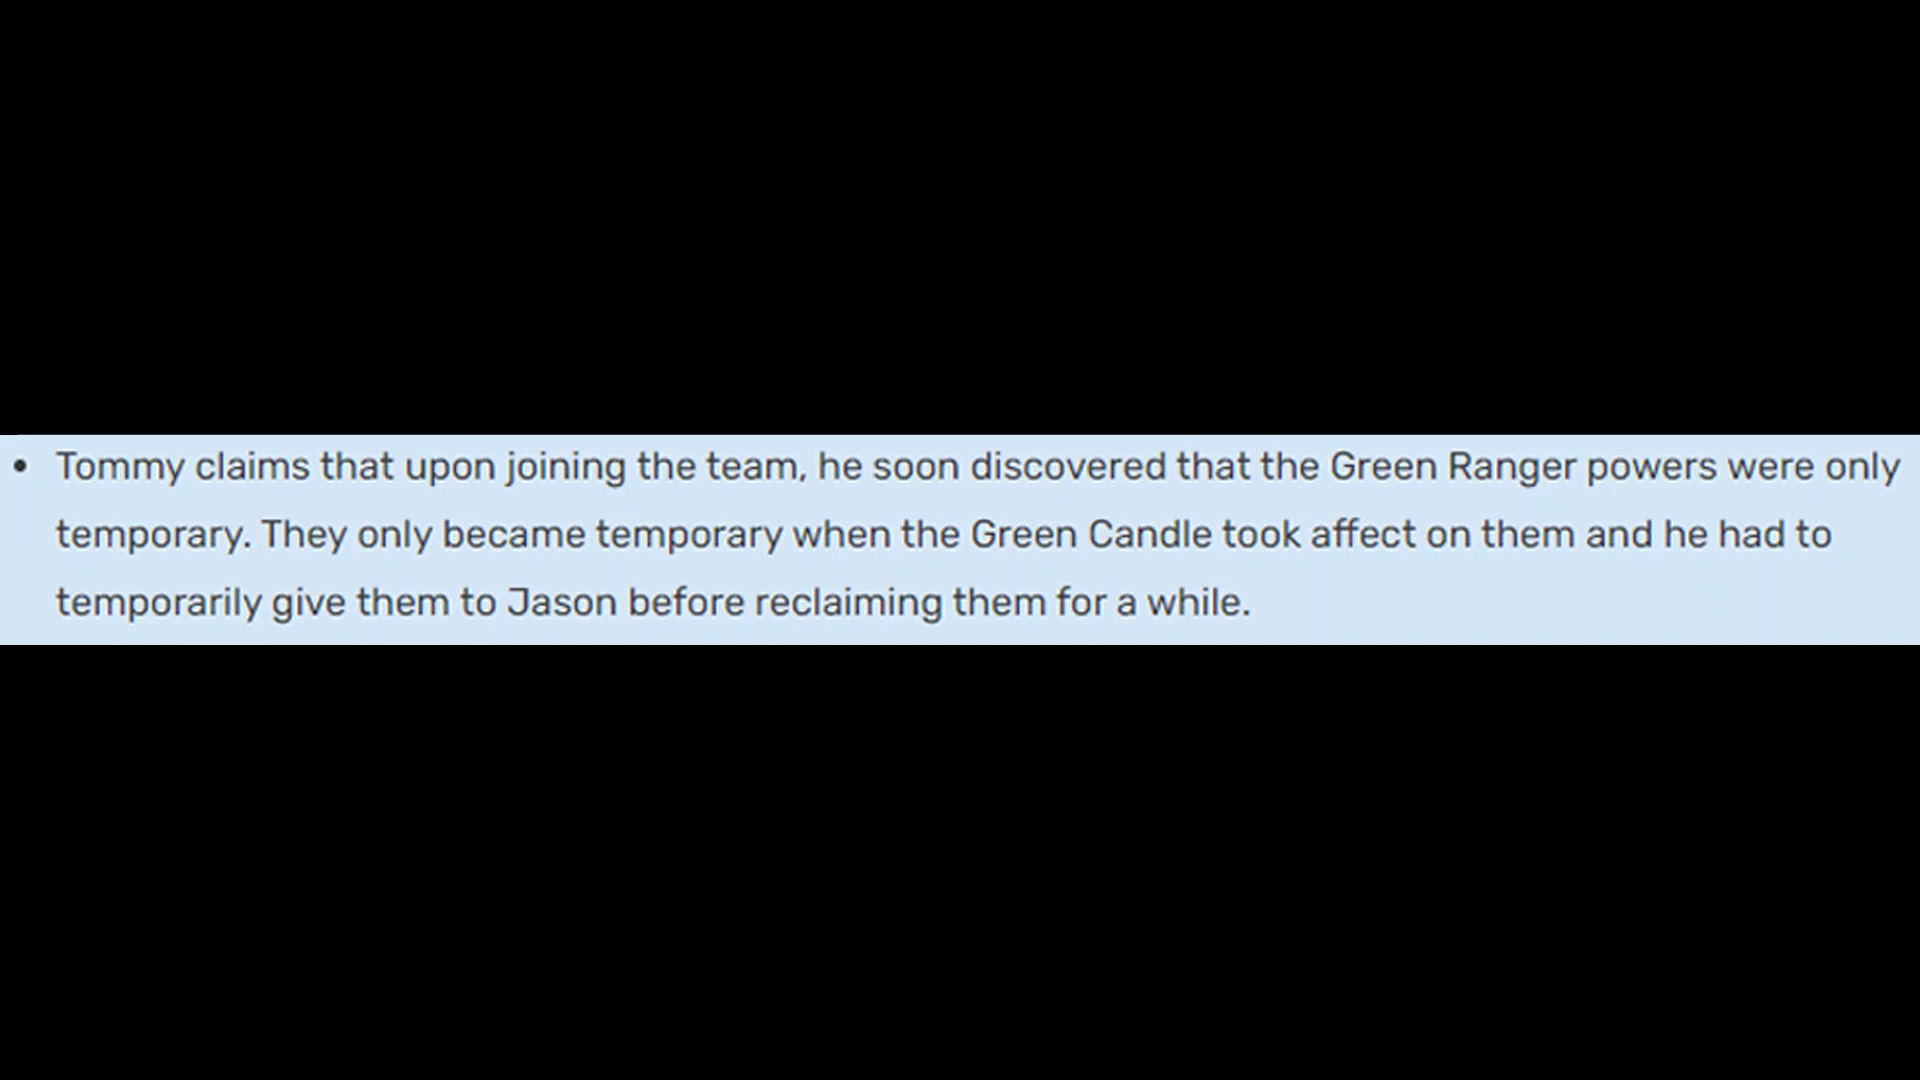 • Tommy claims that upon joining the team, he soon discovered that the Green Ranger powers were only
temporary. They only became temporary when the Green Candle took affect on them and he had to
temporarily give them to Jason before reclaiming them for a while.